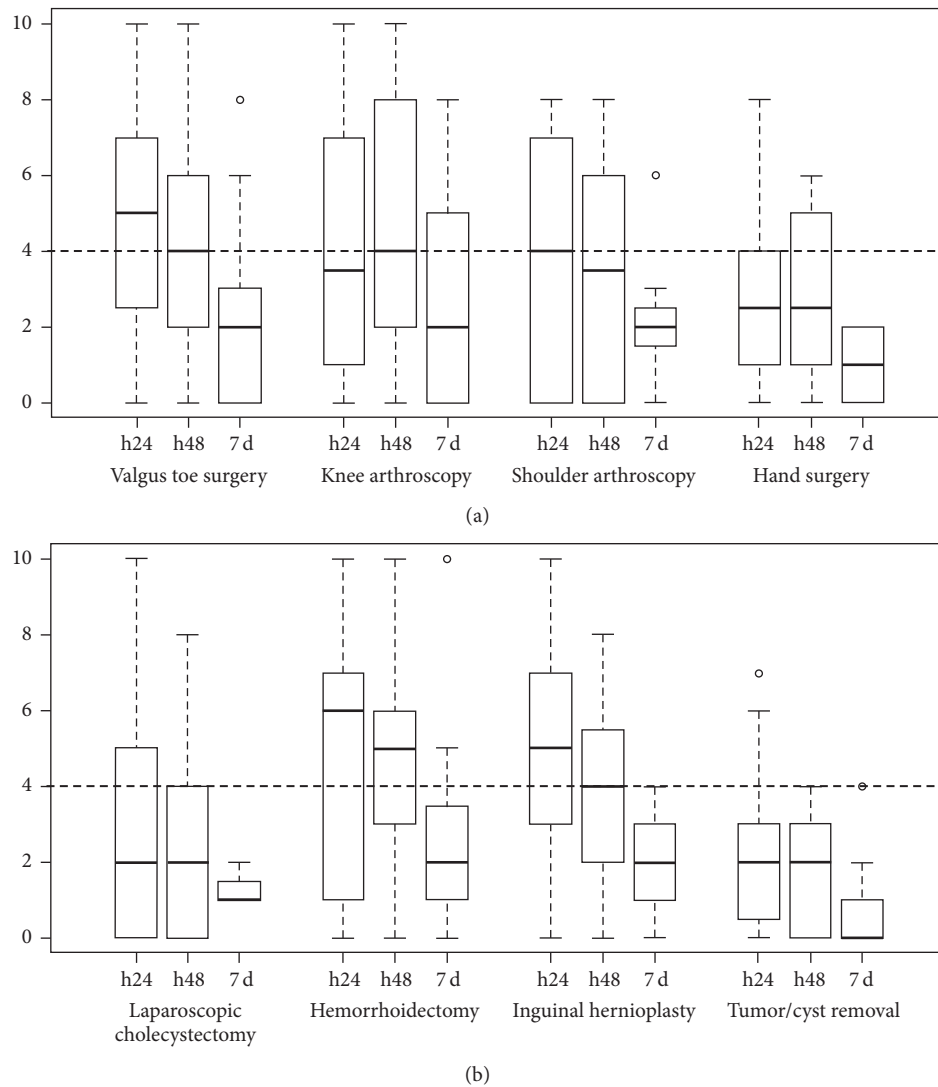 10
8
6
4
2
0
h24 h48 7 d h24 h48 7 d h24 h48 7 d h24 h48 7 d
Valgus toe surgery Knee arthroscopy Shoulder arthroscopy Hand surgery
(a)
10
8
6
4
2
0
h24 h48 7 d h24 h48 7 d h24 h48 7 d h24 h48 7 d
Laparoscopic Hemorrhoidectomy Inguinal hernioplasty Tumor/cyst removal
cholecystectomy
(b)